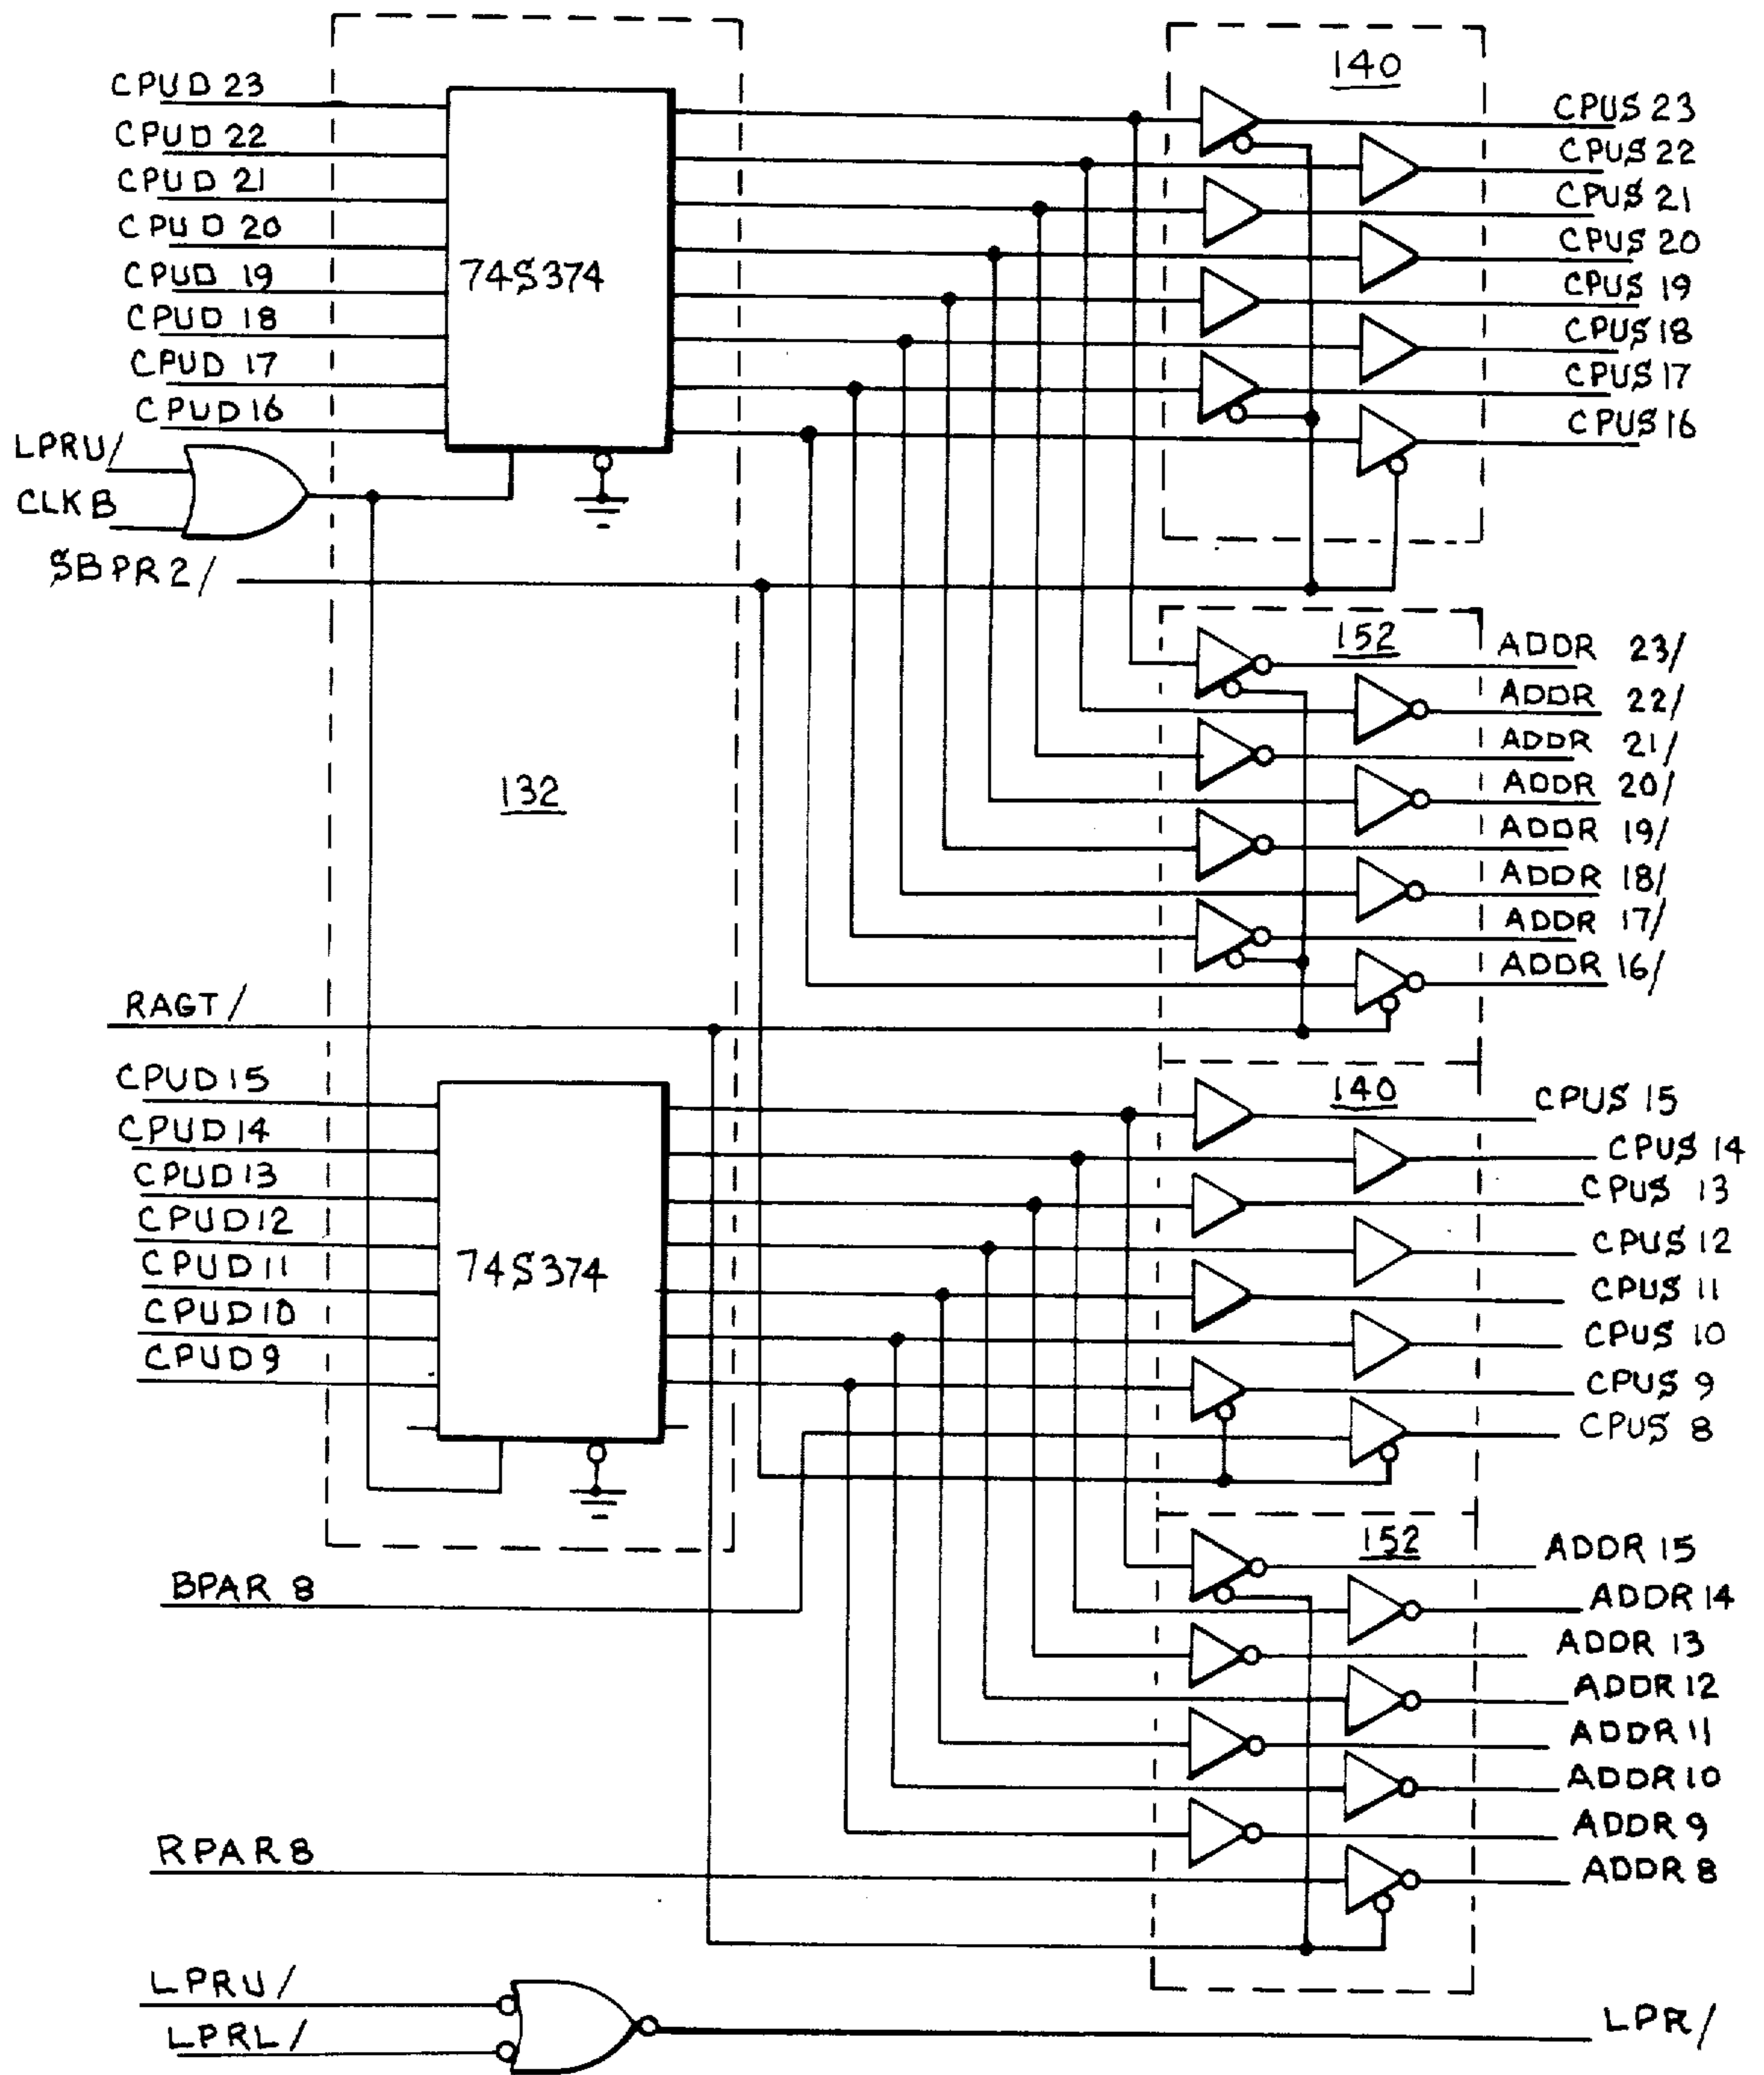 140
CPUD 23
CPUS 23
CPUD 22
CPUS 22
CPUD 21
CPUS 21
CPUD 20
CPUS 20
74S374
CPUD 19
CPUS 19
CPUD 18
CPUS 18
CPUD 17
CPUS 17
CPUD 16
CPUS 16
LPRU/
CLKB
SBPR2/
152
ADDR 23/
ADDR 22/
ADDR 21/
132
ADDR 20/
ADDR 19/
ADDR 18/
ADDR 17/
ADDR 16/
RAGT/
140
CPUD 15
CPUS 15
CPUD 14
CPUS 14
CPUD 13
CPUS 13
CPUD 12
CPUS 12
74S374
CPUD 11
CPUS 11
CPUD 10
CPUS 10
CPUD 9
CPUS 9
CPUS 8
152
ADDR 15
BPAR 8
ADDR 14
ADDR 13
ADDR 12
ADDR 11
ADDR 10
ADDR 9
RPAR 8
ADDR 8
LPRU/
LPRL/
LPR/